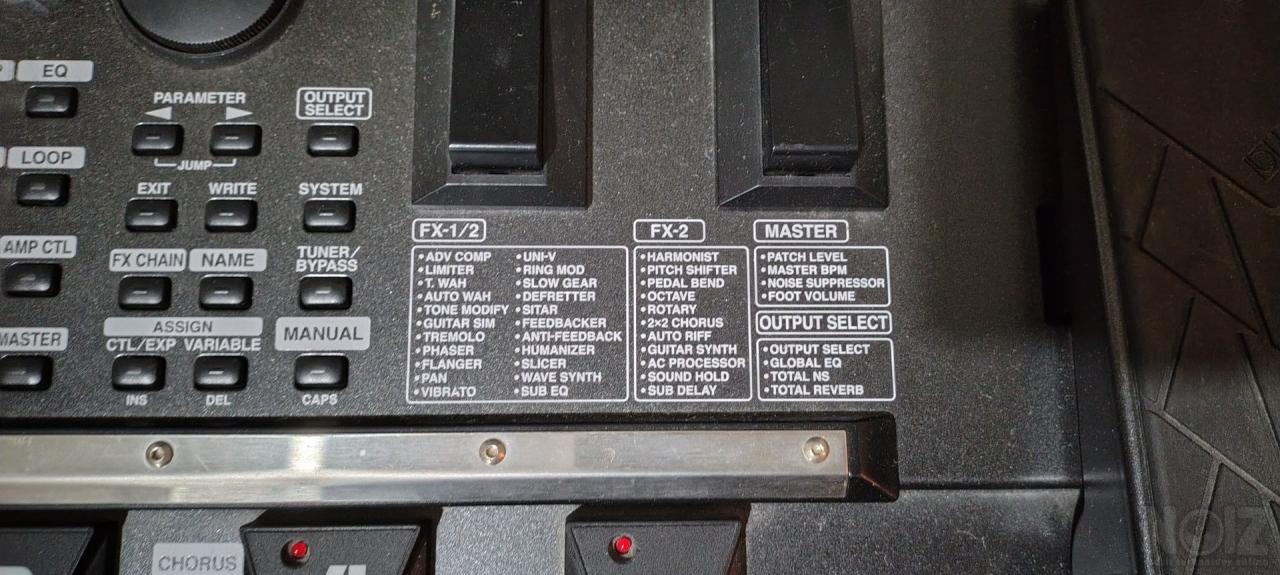 EQ
PARAMETER
OUTPUT
SELECT
LOOP
JUMP
EXIT
WRITE
SYSTEM
AMP CTL
FX CHAIN
NAME
TUNER/
BYPASS
ASSIGN
MANUAL
MASTER
CTL/EXP
VARIABLE
INS
DEL
CAPS
FX-1/2
•ADV COMP
•LIMITER
•T. WAH
•AUTO WAH
•TONE MODIFY
•GUITAR SIM
•TREMOLO
•PHASER
•FLANGER
•PAN
•VIBRATO
•UNI-V
•RING MOD
•SLOW GEAR
•DEFRETTER
•SITAR
•FEEDBACKER
•ANTI-FEEDBACK
•HUMANIZER
•SLICER
•WAVE SYNTH
•SUB EQ
FX-2
•HARMONIST
•PITCH SHIFTER
•PEDAL BEND
•OCTAVE
•ROTARY
•2×2 CHORUS
•AUTO RIFF
•GUITAR SYNTH
•AC PROCESSOR
•SOUND HOLD
•SUB DELAY
MASTER
•PATCH LEVEL
•MASTER BPM
•NOISE SUPPRESSOR
•FOOT VOLUME
OUTPUT SELECT
•OUTPUT SELECT
•GLOBAL EQ
•TOTAL NS
•TOTAL REVERB
CHORUS